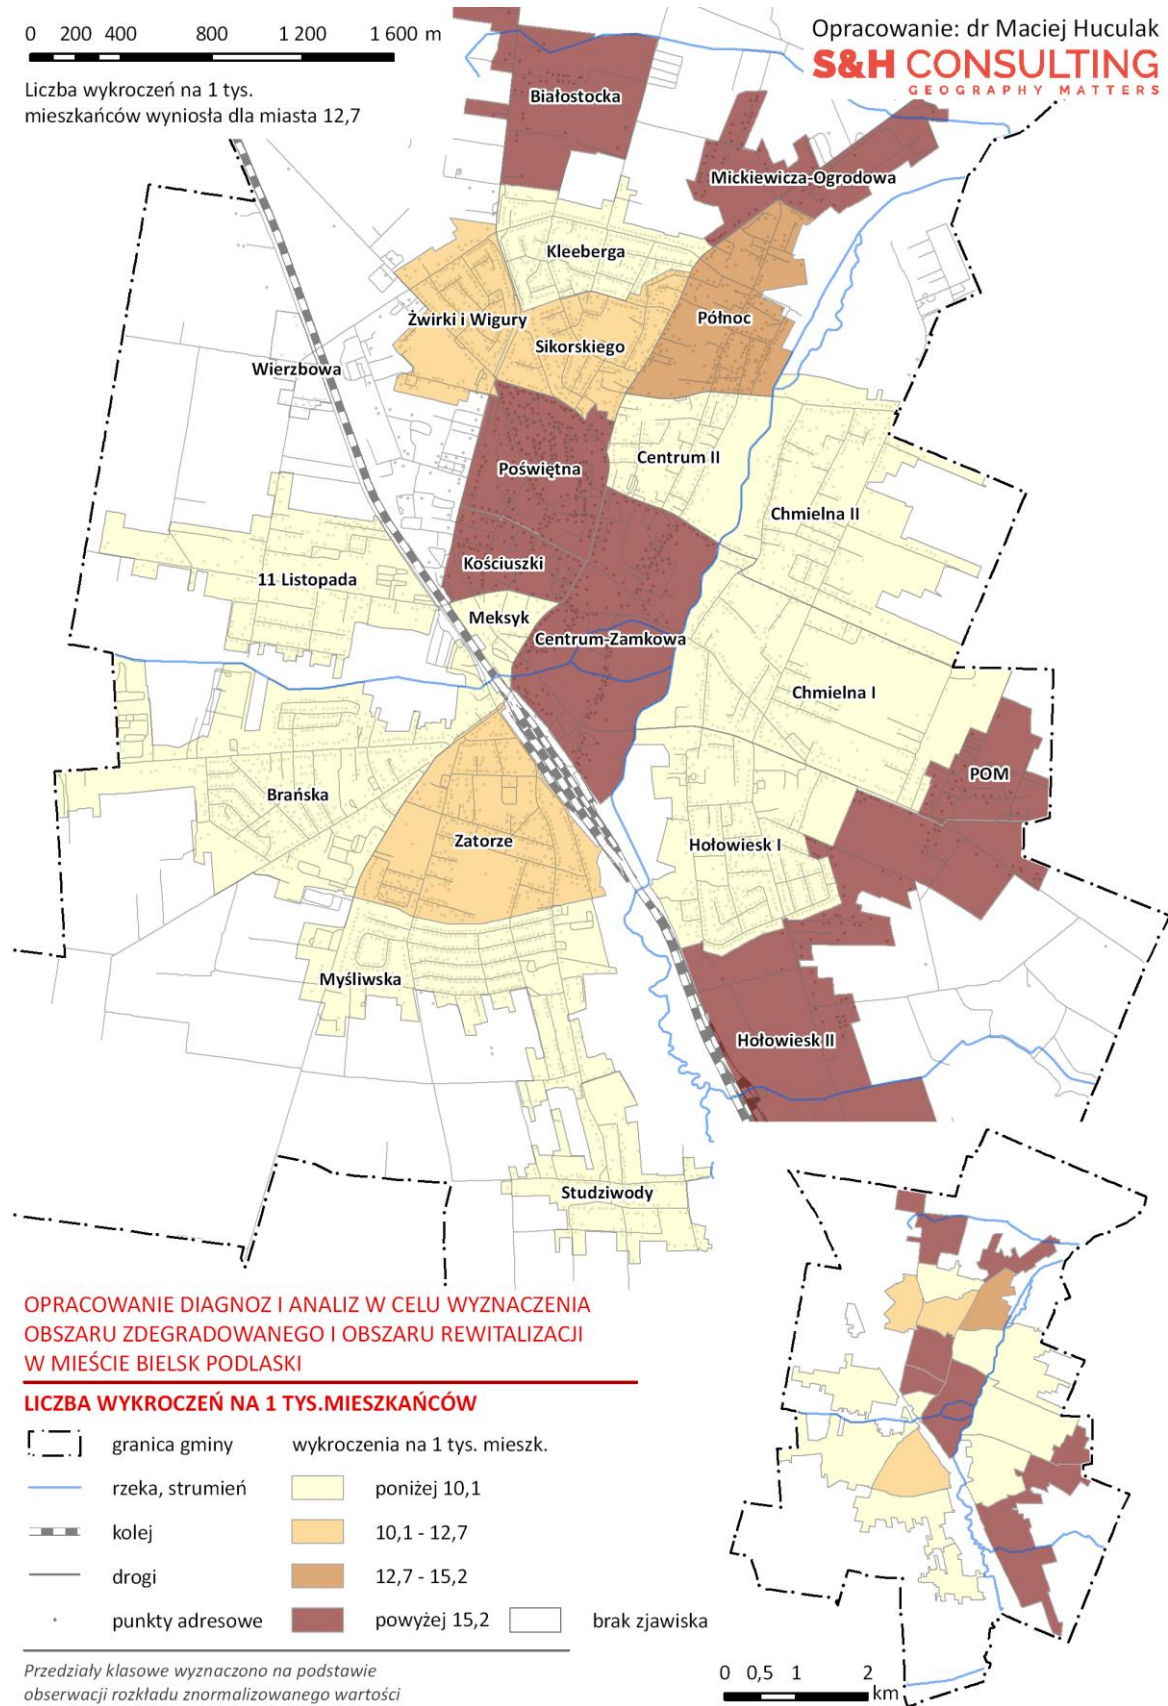 0 200 400 800 1 200 1 600 m
Opracowanie: dr Maciej Huculak
S&H CONSULTING
GEOGRAPHY MATTERS
Liczba wykroczeń na 1 tys.
mieszkańców wyniosła dla miasta 12,7
Białostocka
Mickiewicza-Ogrodowa
Kleeberga
Żwirki i Wigury
Północ
Sikorskiego
Wierzbowa
Poświętna
Centrum II
Chmielna II
Kościuszki
11 Listopada
Meksyk
Centrum-Zamkowa
Chmielna I
POM
Brańska
Zatorze
Hołowiesk I
Myśliwska
Hołowiesk II
Studziwody
OPRACOWANIE DIAGNOZ I ANALIZ W CELU WYZNACZENIA
OBSZARU ZDEGRADOWANEGO I OBSZARU REWITALIZACJI
W MIEŚCIE BIELSK PODLASKI
LICZBA WYKROCZEŃ NA 1 TYS.MIESZKAŃCÓW
granica gminy wykroczenia na 1 tys. mieszk.
rzeka, strumień poniżej 10,1
kolej 10,1 - 12,7
drogi 12,7 - 15,2
punkty adresowe powyżej 15,2 brak zjawiska
Przedziały klasowe wyznaczono na podstawie
obserwacji rozkładu znormalizowanego wartości
0 0,5 1 2
km